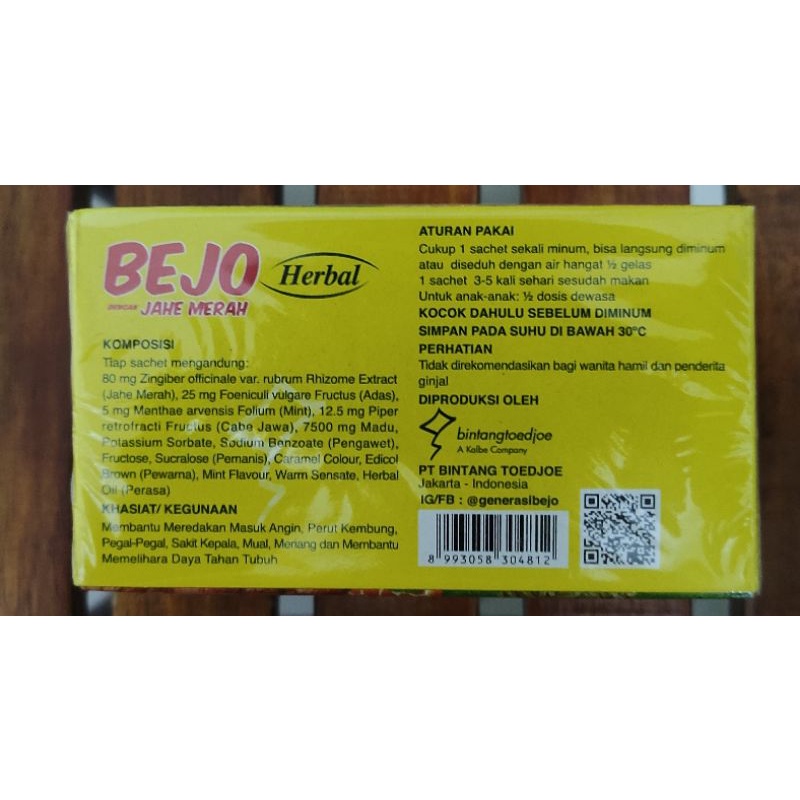 BEJO
DENGAN JAHE MERAH
Herbal
KOMPOSISI
Tiap sachet mengandung:
80 mg Zingiber officinale var. rubrum Rhizome Extract
(Jahe Merah), 25 mg Foeniculi vulgare Fructus (Adas),
5 mg Menthae arvensis Folium (Mint), 12.5 mg Piper
retrofracti Fructus (Cabe Jawa), 7500 mg Madu,
Potassium Sorbate, Sodium Benzoate (Pengawet),
Fructose, Sucralose (Pemanis), Caramel Colour, Edicol
Brown (Pewarna), Mint Flavour, Warm Sensate, Herbal
Oil (Perasa)
KHASIAT/ KEGUNAAN
Membantu Meredakan Masuk Angin, Perut Kembung,
Pegal-Pegal, Sakit Kepala, Mual, Meriang dan Membantu
Memelihara Daya Tahan Tubuh
ATURAN PAKAI
Cukup 1 sachet sekali minum, bisa langsung diminum
atau diseduh dengan air hangat ½ gelas
1 sachet 3-5 kali sehari sesudah makan
Untuk anak-anak: ½ dosis dewasa
KOCOK DAHULU SEBELUM DIMINUM
SIMPAN PADA SUHU DI BAWAH 30°C
PERHATIAN
Tidak direkomendasikan bagi wanita hamil dan penderita
ginjal
DIPRODUKSI OLEH
bintangtoedjoe
A Kalbe Company
PT BINTANG TOEDJOE
Jakarta - Indonesia
IG/FB : @generasibejo
8 993058 304812